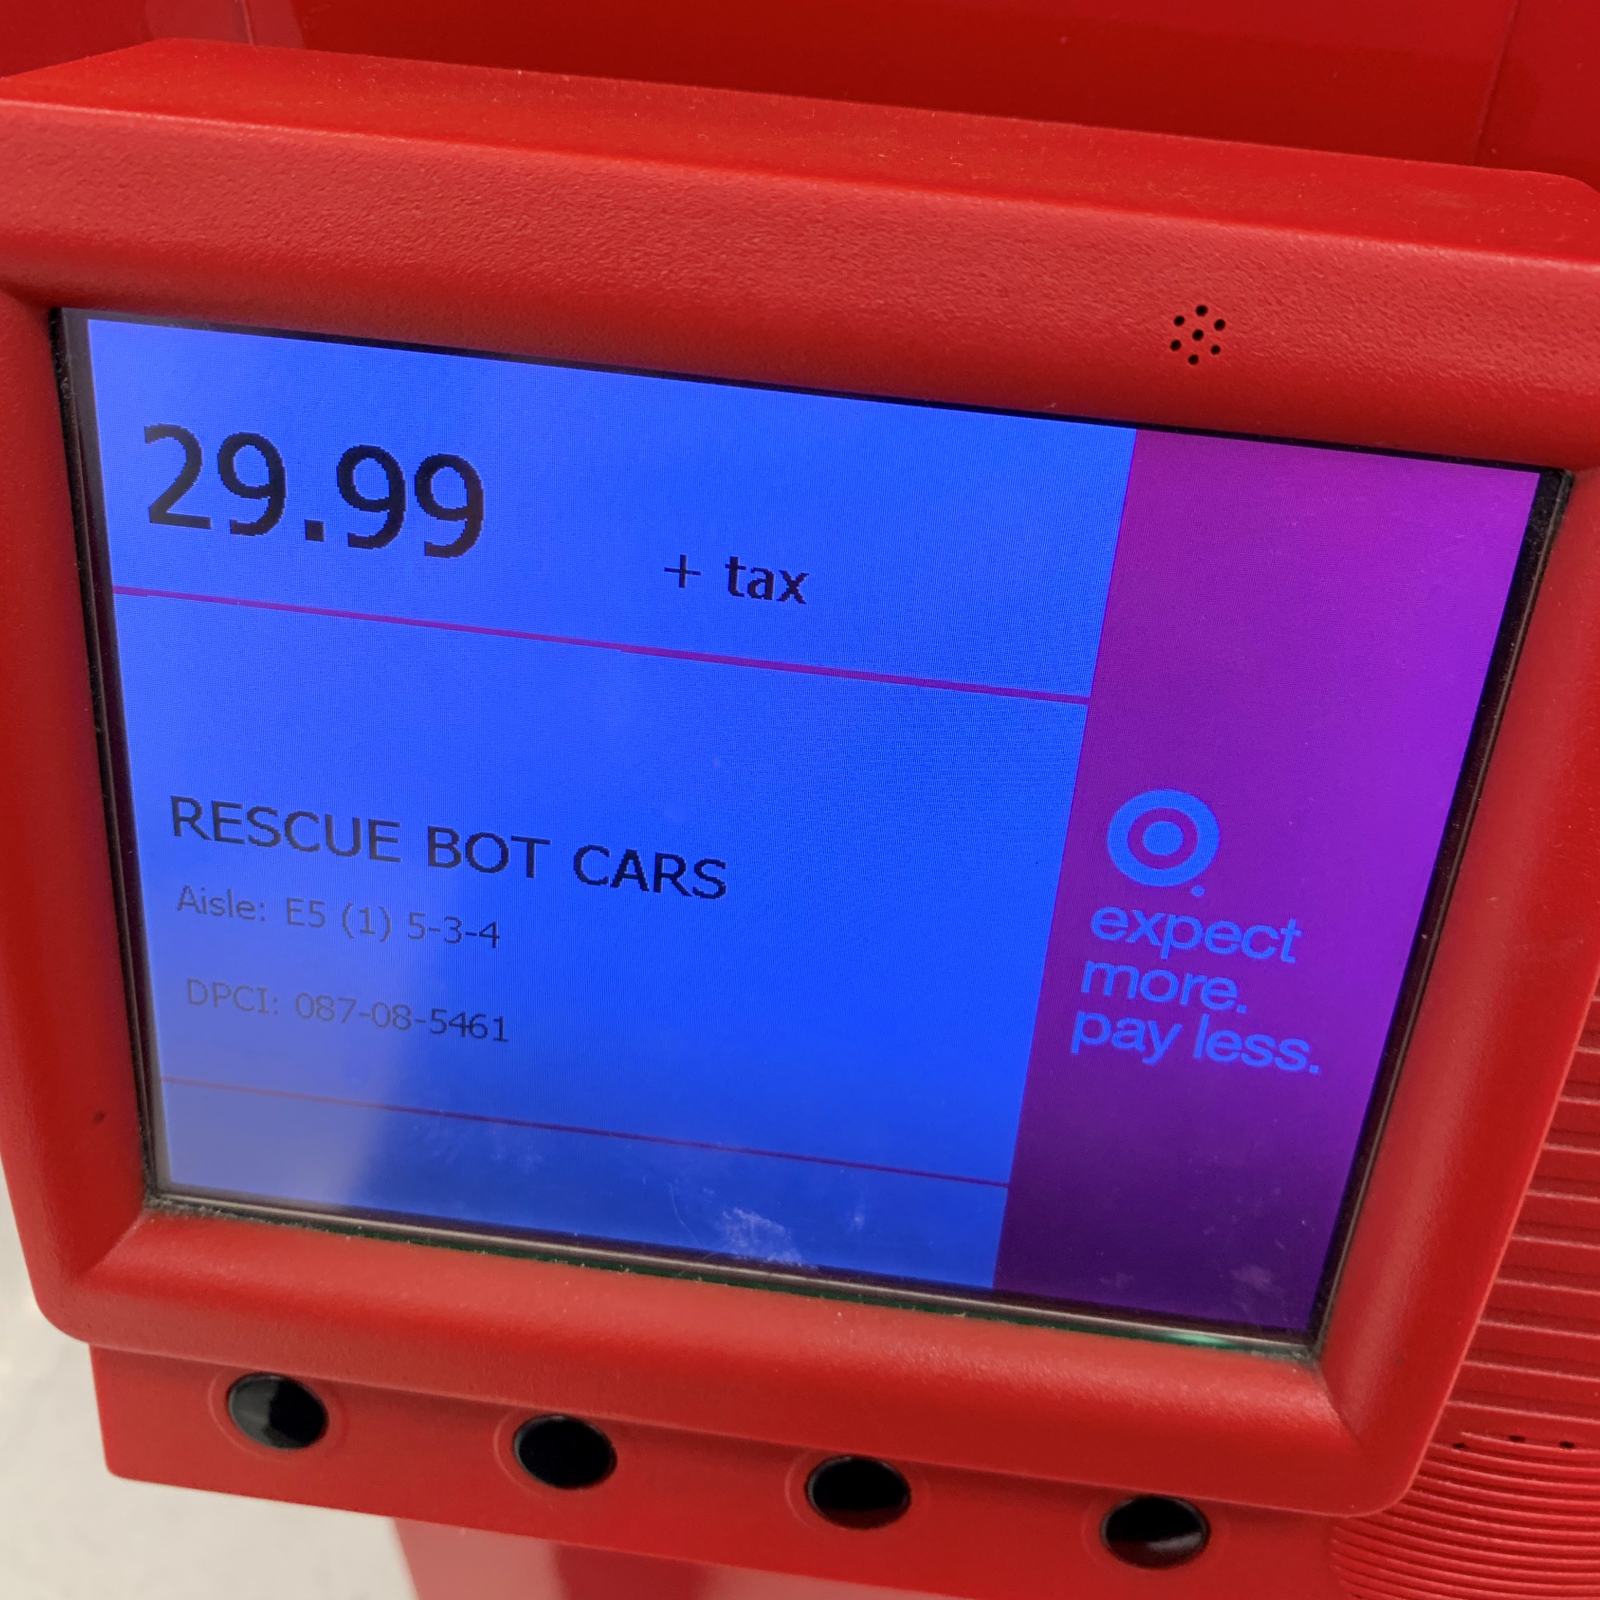 29.99
+ tax
RESCUE BOT CARS
Aisle: E5 (1) 5-3-4
DPCI: 087-08-5461
expect
more.
pay less.